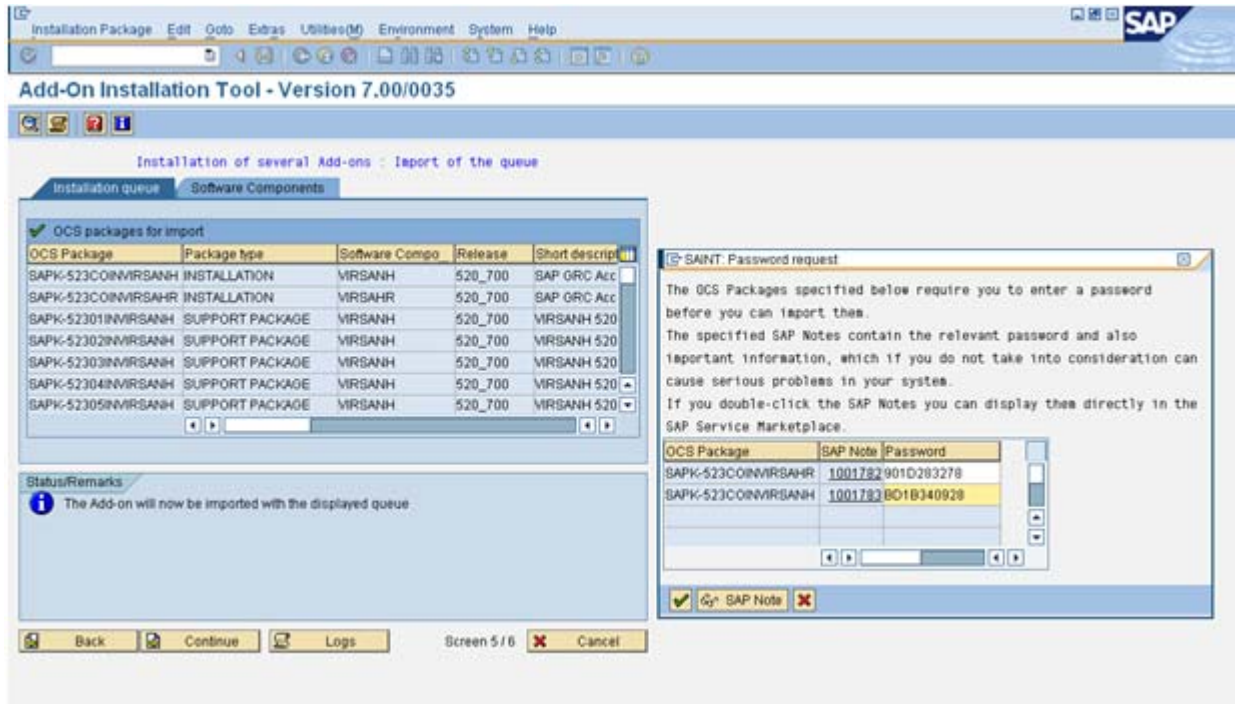 Installation Package Edit Goto Extras Utilities(M) Environment System Help
SAP
Add-On Installation Tool - Version 7.00/0035
Installation of several Add-ons : Import of the queue
Installation queue Software Components
OCS packages for import
OCS Package Package type Software Compo Release Short descript
SAPK-523COINVIRSANH INSTALLATION VIRSANH 520_700 SAP GRC Acc
SAPK-523COINVIRSAHR INSTALLATION VIRSAHR 520_700 SAP GRC Acc
SAPK-52301INVIRSANH SUPPORT PACKAGE VIRSANH 520_700 VIRSANH 520
SAPK-52302INVIRSANH SUPPORT PACKAGE VIRSANH 520_700 VIRSANH 520
SAPK-52303INVIRSANH SUPPORT PACKAGE VIRSANH 520_700 VIRSANH 520
SAPK-52304INVIRSANH SUPPORT PACKAGE VIRSANH 520_700 VIRSANH 520
SAPK-52305INVIRSANH SUPPORT PACKAGE VIRSANH 520_700 VIRSANH 520
Status/Remarks
The Add-on will now be imported with the displayed queue
Back Continue Logs Screen 5 / 6 Cancel
SAINT: Password request
The OCS Packages specified below require you to enter a password
before you can import them.
The specified SAP Notes contain the relevant password and also
important information, which if you do not take into consideration can
cause serious problems in your system.
If you double-click the SAP Notes you can display them directly in the
SAP Service Marketplace.
OCS Package SAP Note Password
SAPK-523COINVIRSAHR 1001782 901D283278
SAPK-523COINVIRSANH 1001783 BD1B340928
SAP Note